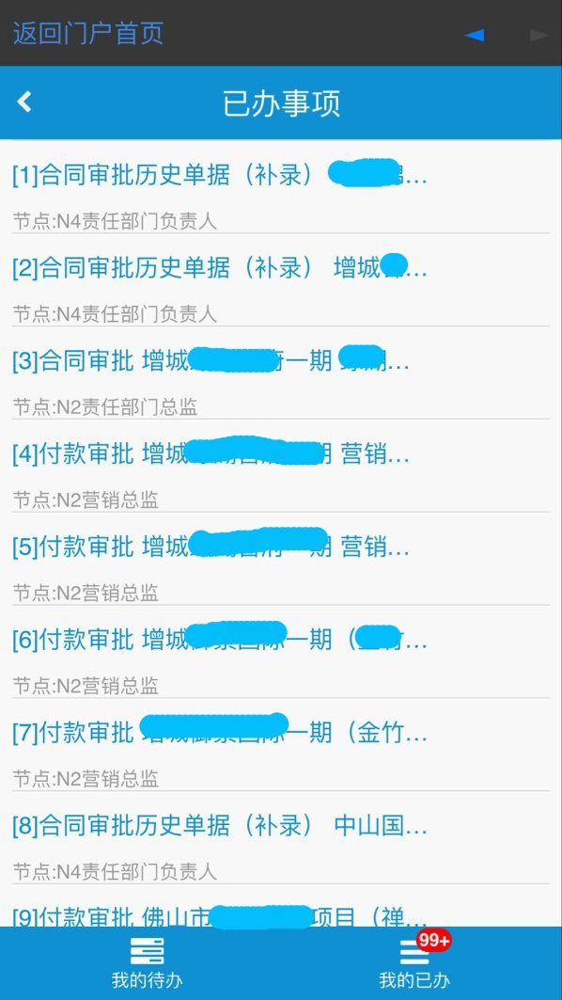 返回门户首页
已办事项
[1]合同审批历史单据（补录）...
节点:N4责任部门负责人
[2]合同审批历史单据（补录） 增城...
节点:N4责任部门负责人
[3]合同审批 增城 一期 ...
节点:N2责任部门总监
[4]付款审批 增城 期 营销...
节点:N2营销总监
[5]付款审批 增城 期 营销...
节点:N2营销总监
[6]付款审批 增城 一期（ ...
节点:N2营销总监
[7]付款审批 一期（金竹...
节点:N2营销总监
[8]合同审批历史单据（补录） 中山国...
节点:N4责任部门负责人
[9]付款审批 佛山市 项目（禅...
99+
我的待办
我的已办